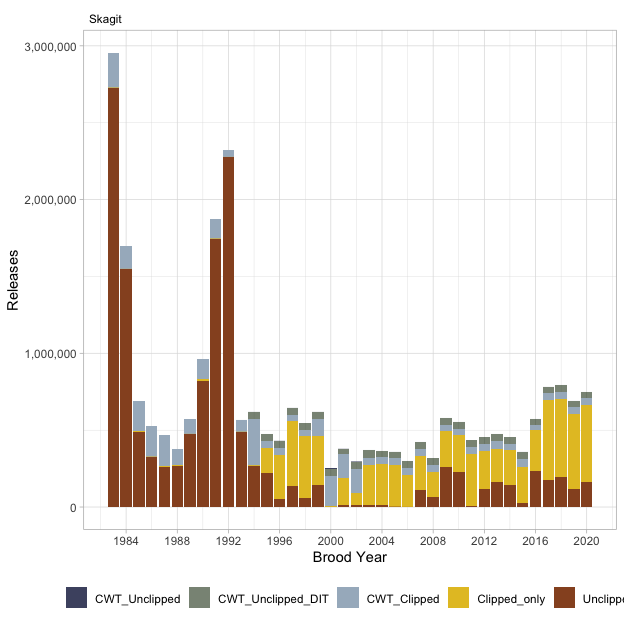 Skagit
3,000,000
2,000,000
1,000,000
0
Releases
1984 1988 1992 1996 2000 2004 2008 2012 2016 2020
Brood Year
CWT_Unclipped CWT_Unclipped_DIT CWT_Clipped Clipped_only Unclippe